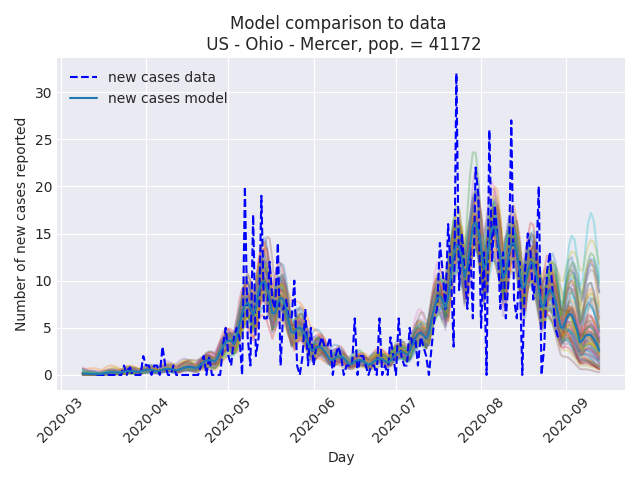 Model comparison to data
US - Ohio - Mercer, pop. = 41172
new cases data
new cases model
Number of new cases reported
30
25
20
15
10
5
0
2020-03
2020-04
2020-05
2020-06
2020-07
2020-08
2020-09
Day